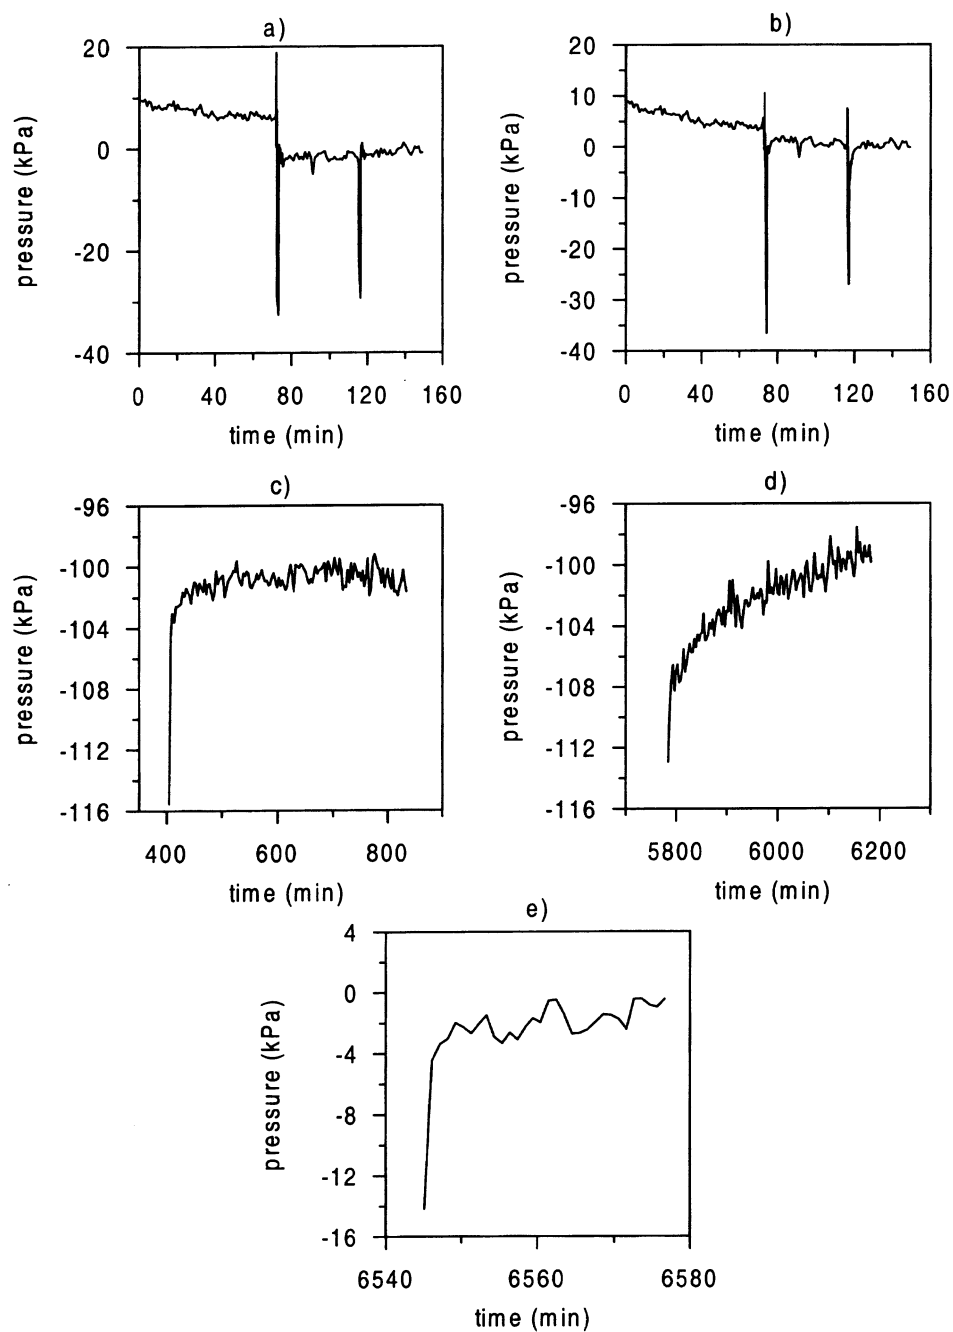 a)
20
0
-20
-40
0 40 80 120 160
pressure (kPa)
time (min)
b)
20
10
0
-10
-20
-30
-40
0 40 80 120 160
pressure (kPa)
time (min)
c)
-96
-100
-104
-108
-112
-116
400 600 800
pressure (kPa)
time (min)
d)
-96
-100
-104
-108
-112
-116
5800 6000 6200
pressure (kPa)
time (min)
e)
4
0
-4
-8
-12
-16
6540 6560 6580
pressure (kPa)
time (min)